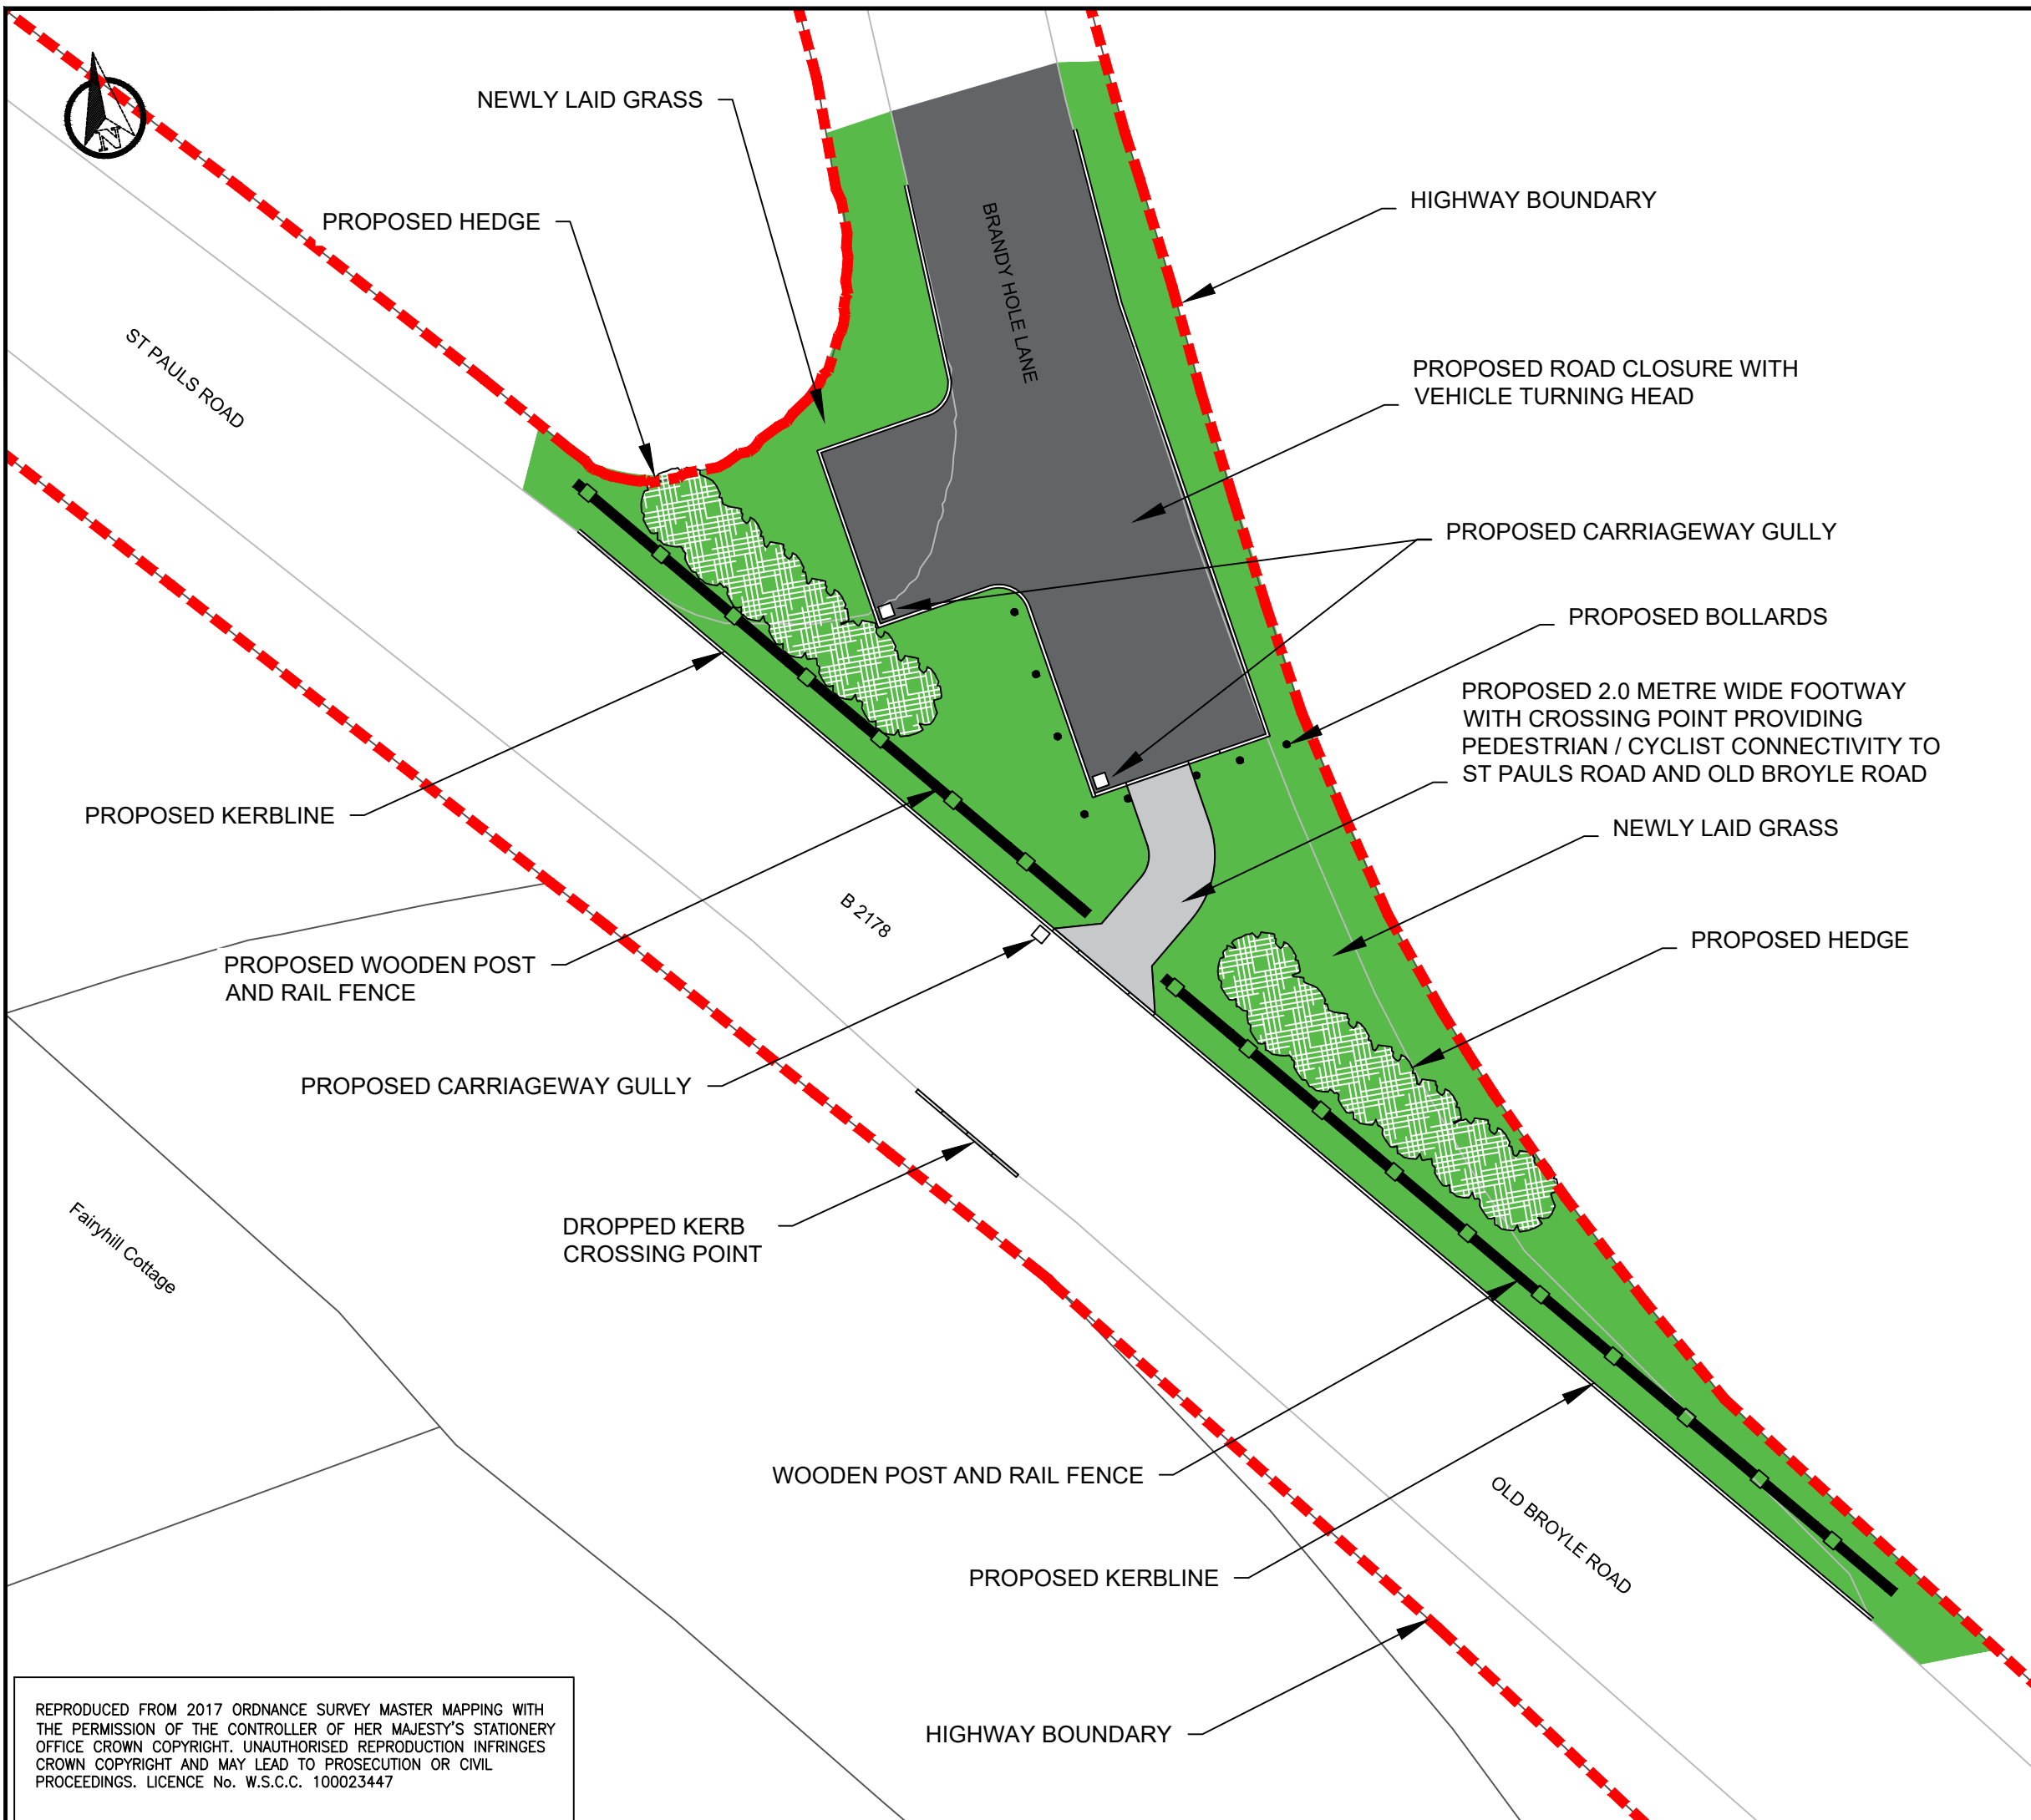 N
NEWLY LAID GRASS
PROPOSED HEDGE
HIGHWAY BOUNDARY
BRANDY HOLE LANE
ST PAULS ROAD
PROPOSED ROAD CLOSURE WITH
VEHICLE TURNING HEAD
PROPOSED CARRIAGEWAY GULLY
PROPOSED BOLLARDS
PROPOSED 2.0 METRE WIDE FOOTWAY
WITH CROSSING POINT PROVIDING
PEDESTRIAN / CYCLIST CONNECTIVITY TO
ST PAULS ROAD AND OLD BROYLE ROAD
PROPOSED KERBLINE
NEWLY LAID GRASS
B 2178
PROPOSED HEDGE
PROPOSED WOODEN POST
AND RAIL FENCE
PROPOSED CARRIAGEWAY GULLY
DROPPED KERB
CROSSING POINT
Fairyhill Cottage
WOODEN POST AND RAIL FENCE
OLD BROYLE ROAD
PROPOSED KERBLINE
HIGHWAY BOUNDARY
REPRODUCED FROM 2017 ORDNANCE SURVEY MASTER MAPPING WITH
THE PERMISSION OF THE CONTROLLER OF HER MAJESTY'S STATIONERY
OFFICE CROWN COPYRIGHT. UNAUTHORISED REPRODUCTION INFRINGES
CROWN COPYRIGHT AND MAY LEAD TO PROSECUTION OR CIVIL
PROCEEDINGS. LICENCE No. W.S.C.C. 100023447